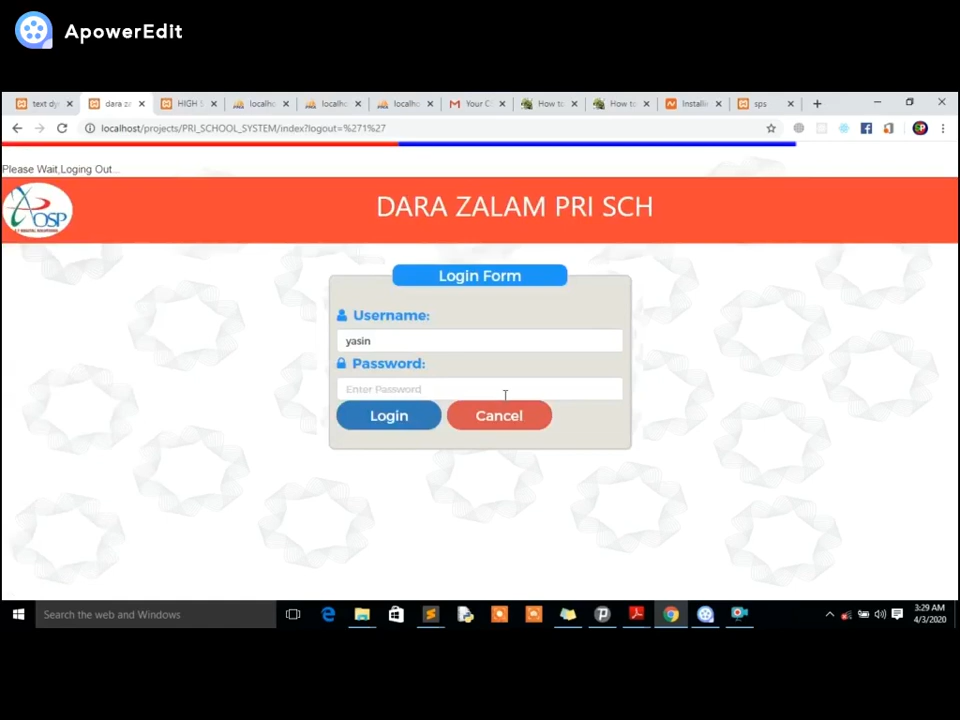 ApowerEdit
text dy
dara za
HIGH S
localho
localho
localho
Your C
How to
How to
Installe
sps
localhost/projects/PRI_SCHOOL_SYSTEM/index?logout=%271%27
Please Wait,Loging Out...
OSP
DARA ZALAM PRI SCH
Login Form
Username:
yasin
Password:
Enter Password
Login
Cancel
Search the web and Windows
3:29 AM
4/3/2020